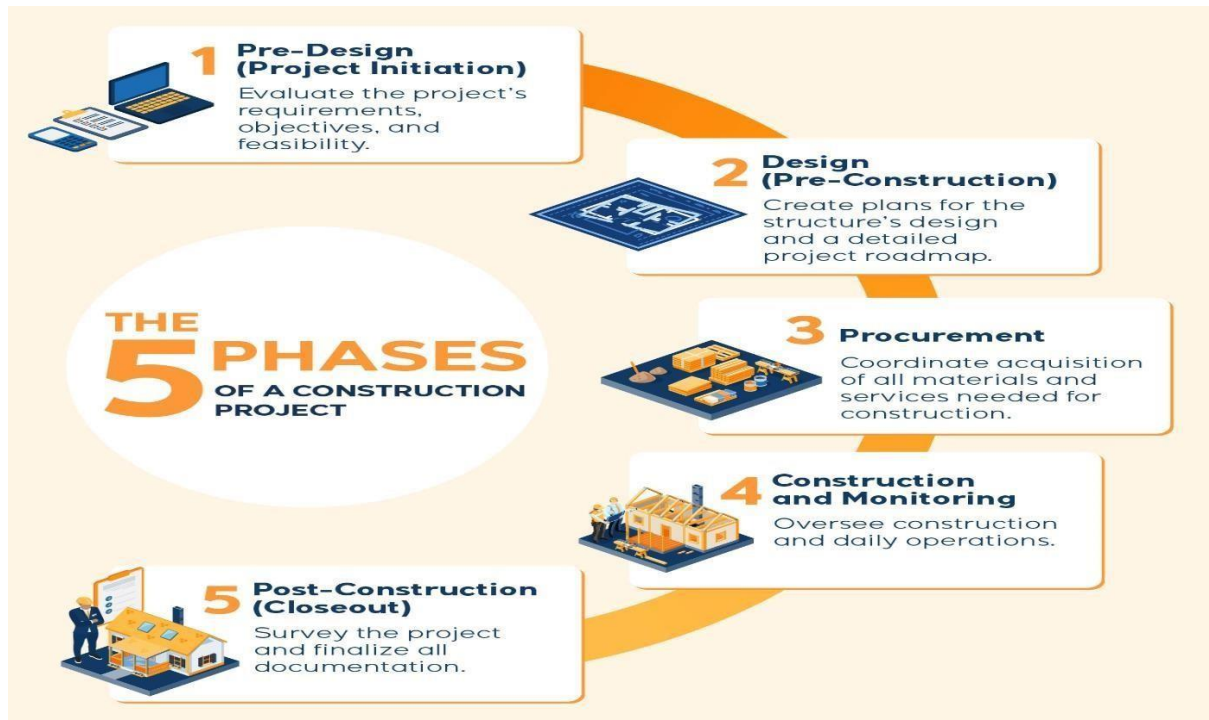 1
Pre-Design
(Project Initiation)
Evaluate the project's
requirements,
objectives, and
feasibility.
2
Design
(Pre-Construction)
Create plans for the
structure's design
and a detailed
project roadmap.
THE
5 PHASES
OF A CONSTRUCTION
PROJECT
3
Procurement
Coordinate acquisition
of all materials and
services needed for
construction.
4
Construction
and Monitoring
Oversee construction
and daily operations.
5
Post-Construction
(Closeout)
Survey the project
and finalize all
documentation.